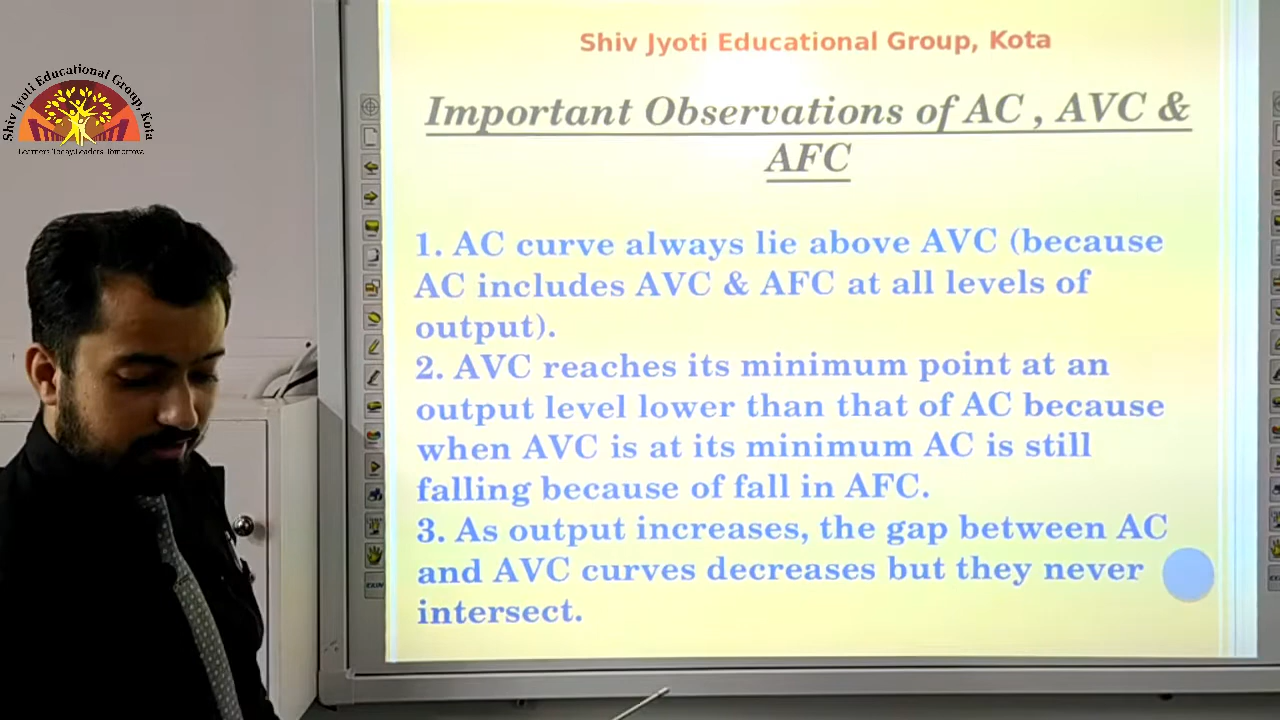 Shiv Jyoti Educational Group, Kota
Shiv Jyoti Educational Group, Kota
Learners Today,Leaders Tomorrow
Important Observations of AC , AVC &
AFC
1. AC curve always lie above AVC (because
AC includes AVC & AFC at all levels of
output).
2. AVC reaches its minimum point at an
output level lower than that of AC because
when AVC is at its minimum AC is still
falling because of fall in AFC.
3. As output increases, the gap between AC
and AVC curves decreases but they never
intersect.